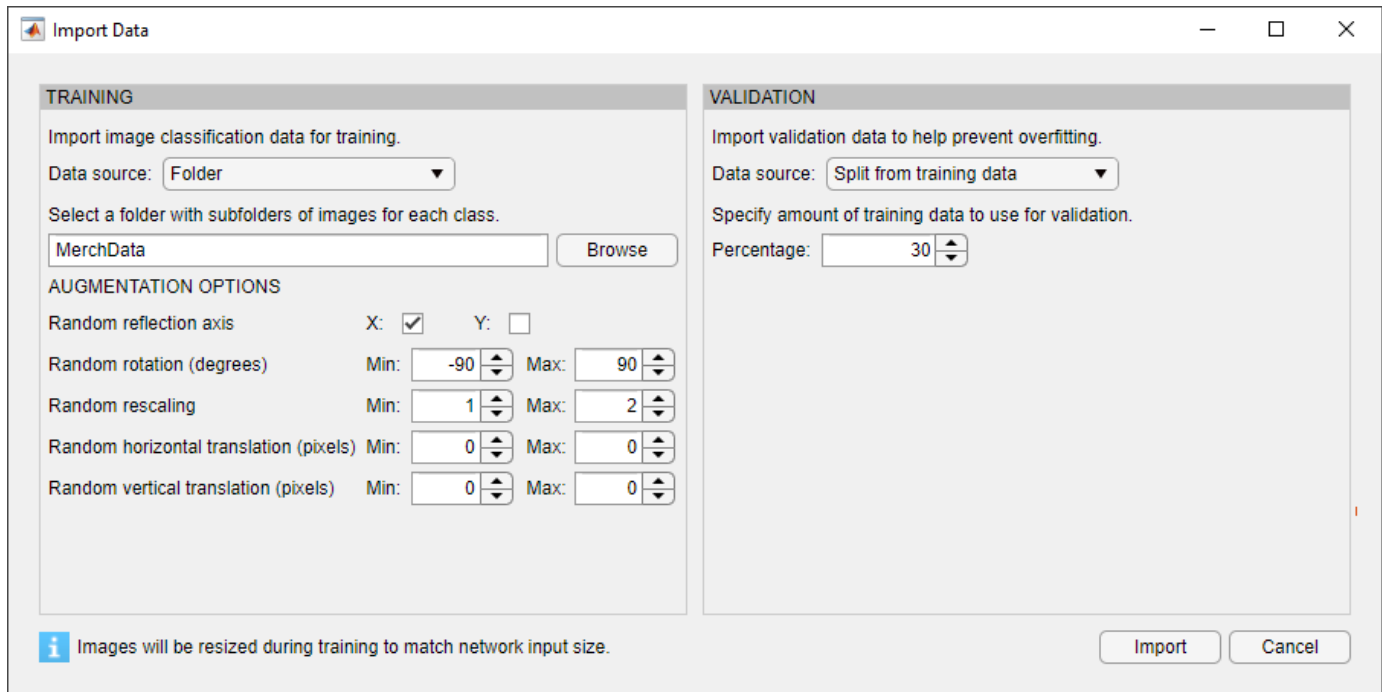 Import Data
TRAINING
Import image classification data for training.
Data source: Folder
Select a folder with subfolders of images for each class.
MerchData Browse
AUGMENTATION OPTIONS
Random reflection axis X: Y:
Random rotation (degrees) Min: -90 Max: 90
Random rescaling Min: 1 Max: 2
Random horizontal translation (pixels) Min: 0 Max: 0
Random vertical translation (pixels) Min: 0 Max: 0
VALIDATION
Import validation data to help prevent overfitting.
Data source: Split from training data
Specify amount of training data to use for validation.
Percentage: 30
Images will be resized during training to match network input size.
Import Cancel